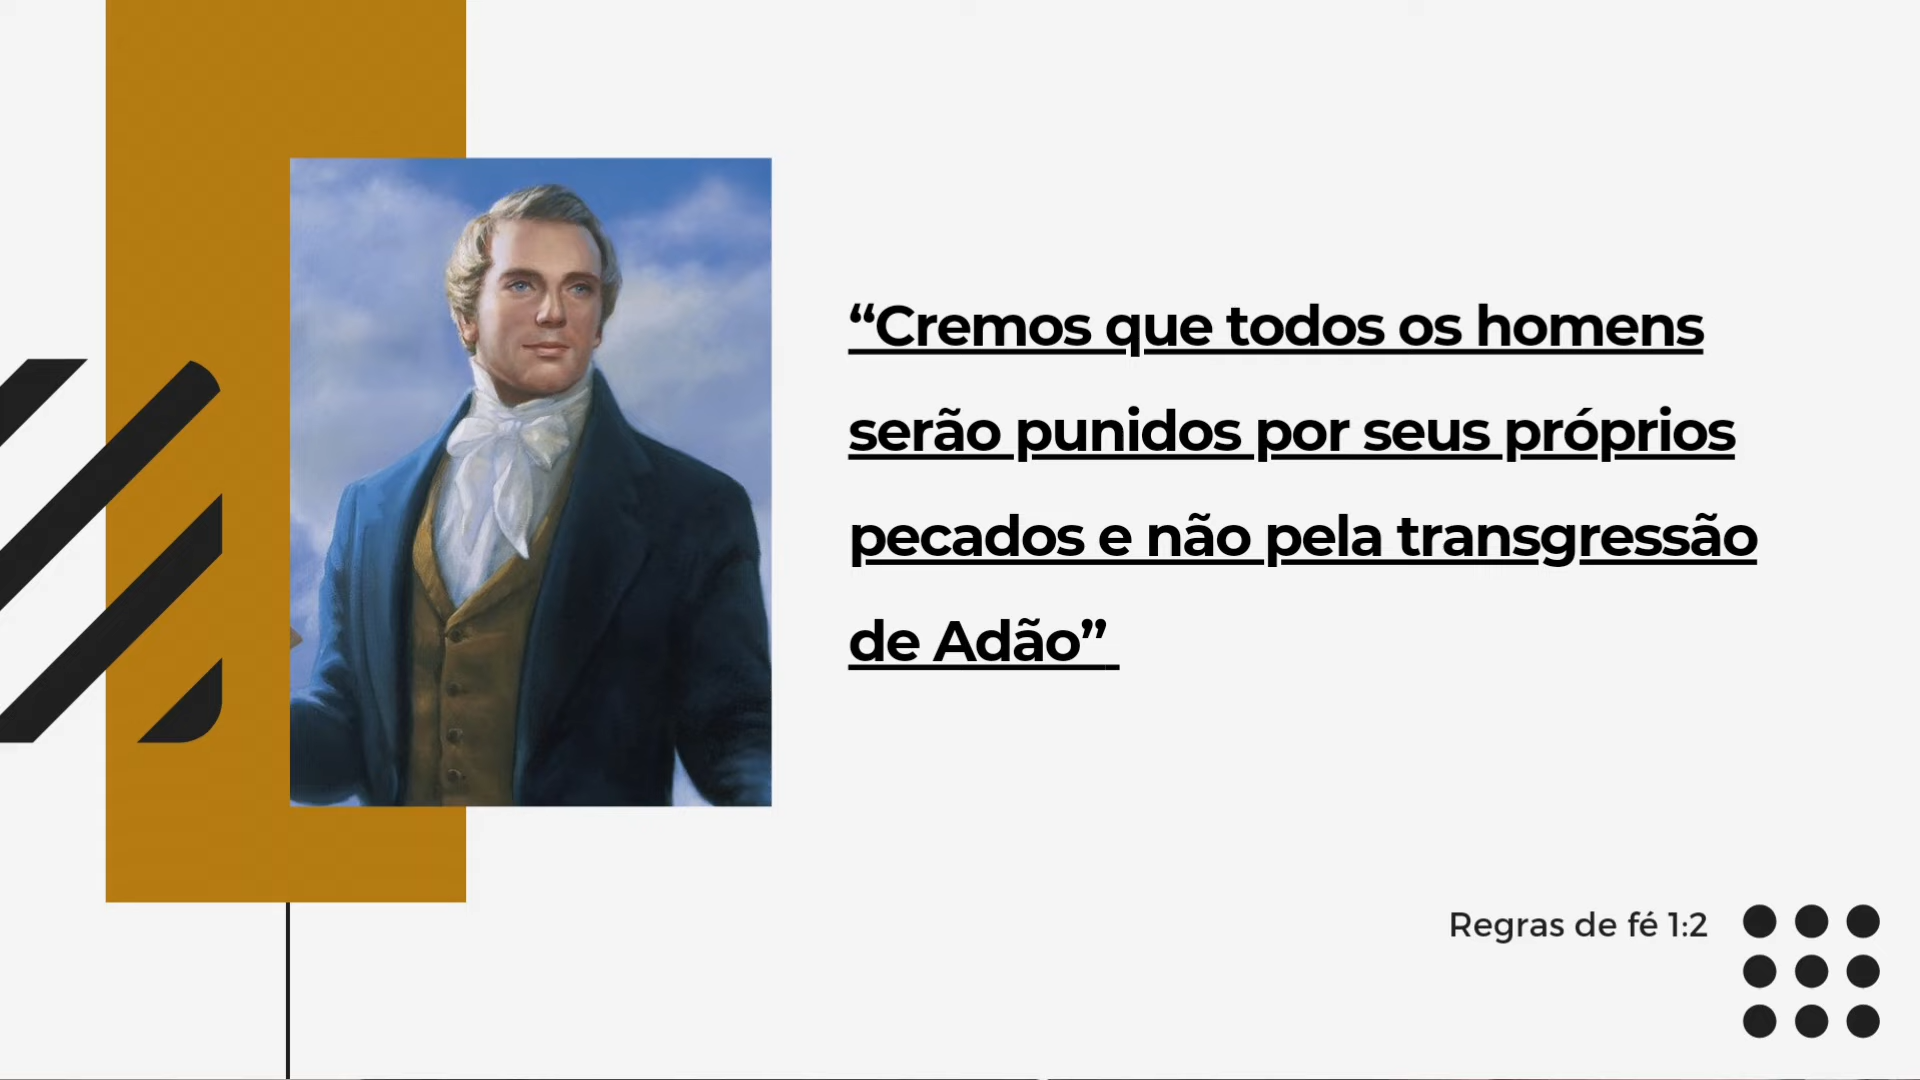 “Cremos que todos os homens
serão punidos por seus próprios
pecados e não pela transgressão
de Adão”
Regras de fé 1:2